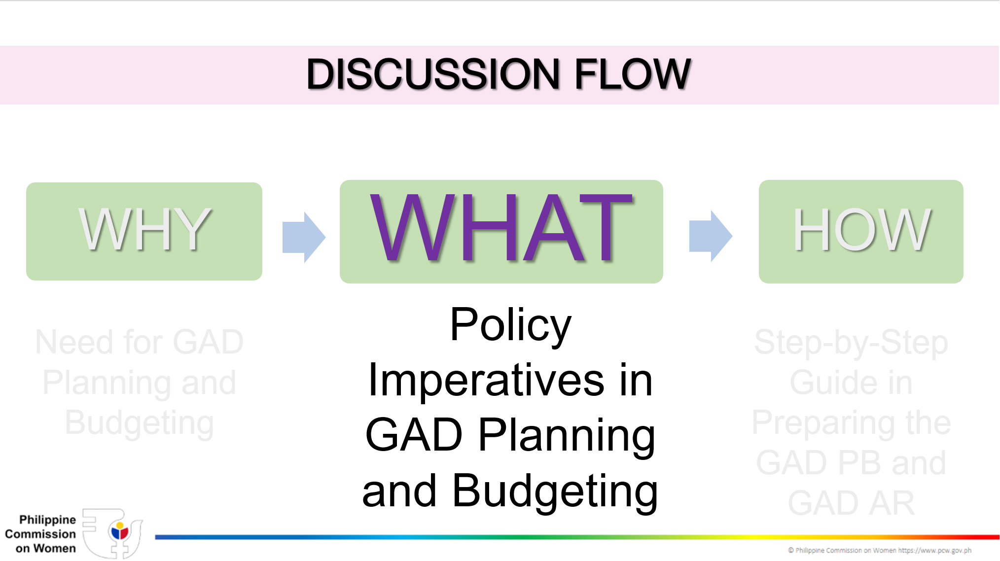 DISCUSSION FLOW
WHY
WHAT
HOW
Need for GAD
Planning and
Budgeting
Policy
Imperatives in
GAD Planning
and Budgeting
Step-by-Step
Guide in
Preparing the
GAD PB and
GAD AR
Philippine
Commission
on Women
© Philippine Commission on Women https://www.pcw.gov.ph